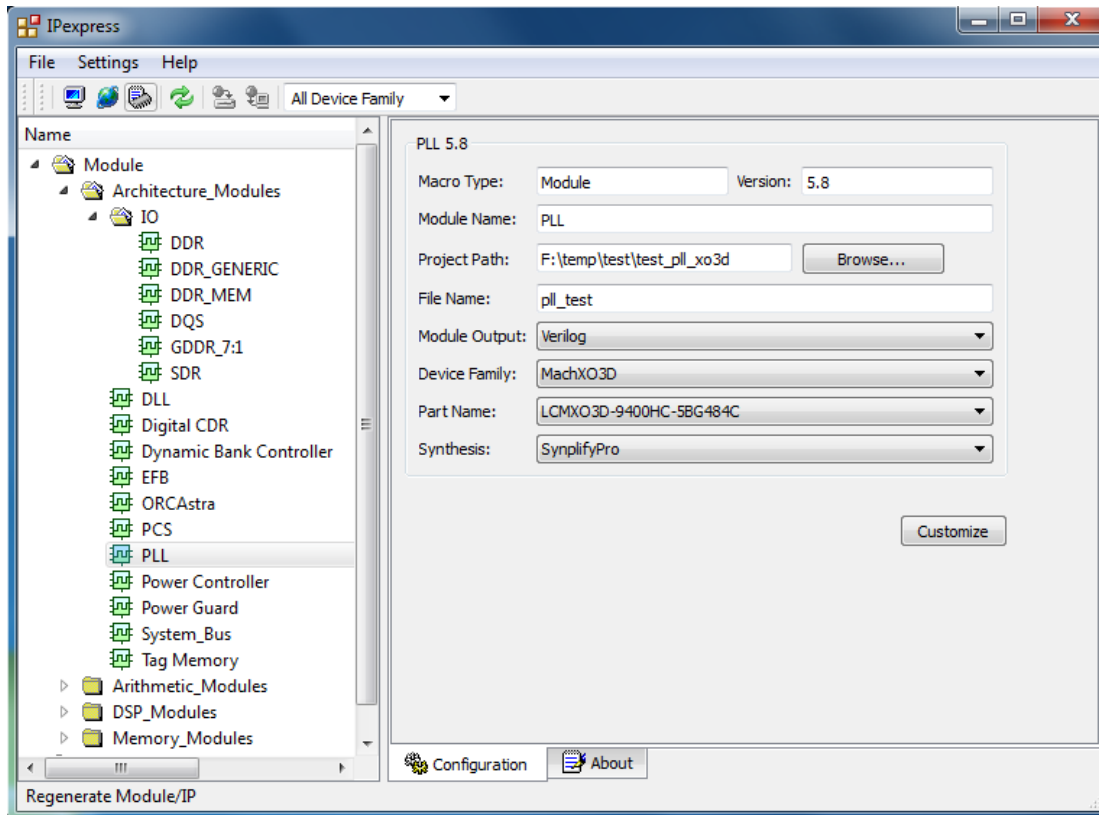 IPexpress
File Settings Help
All Device Family
Name
Module
Architecture_Modules
IO
DDR
DDR_GENERIC
DDR_MEM
DQS
GDDR_7:1
SDR
DLL
Digital CDR
Dynamic Bank Controller
EFB
ORCAstra
PCS
PLL
Power Controller
Power Guard
System_Bus
Tag Memory
Arithmetic_Modules
DSP_Modules
Memory_Modules
PLL 5.8
Macro Type: Module Version: 5.8
Module Name: PLL
Project Path: F:\temp\test\test_pll_xo3d Browse...
File Name: pll_test
Module Output: Verilog
Device Family: MachXO3D
Part Name: LCMXO3D-9400HC-5BG484C
Synthesis: SynplifyPro
Customize
Configuration About
Regenerate Module/IP